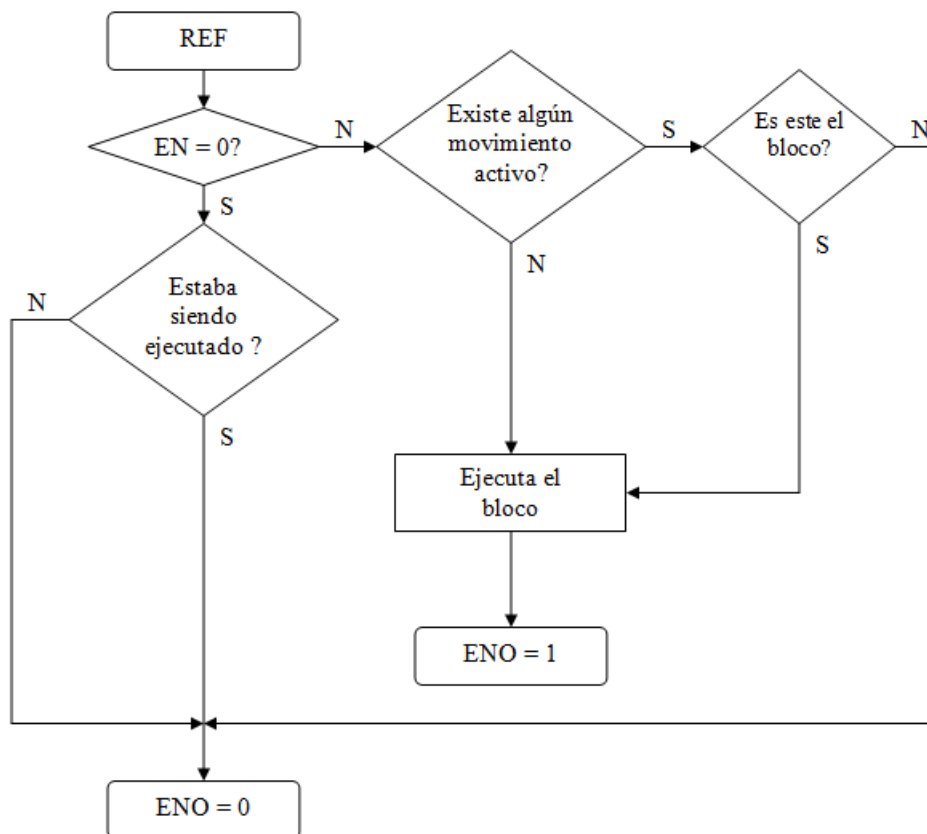 REF
EN = 0?
N
Existe algún
movimiento
activo?
S
Es este el
bloco?
N
S
N
S
Estaba
siendo
ejecutado ?
N
S
Ejecuta el
bloco
ENO = 1
ENO = 0